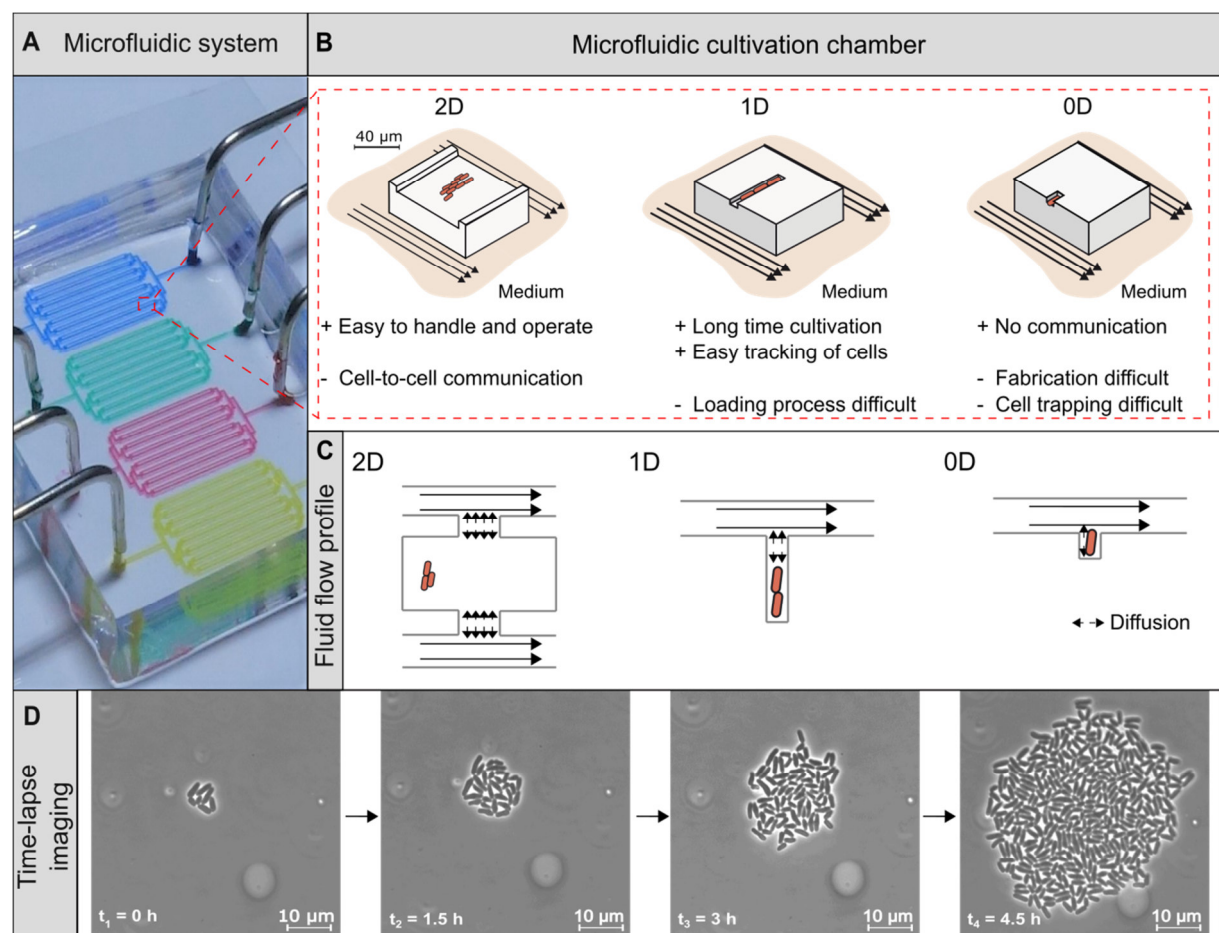 A Microfluidic system
B Microfluidic cultivation chamber
2D 1D 0D
40 µm
Medium Medium Medium
+ Easy to handle and operate
- Cell-to-cell communication
+ Long time cultivation
+ Easy tracking of cells
- Loading process difficult
+ No communication
- Fabrication difficult
- Cell trapping difficult
C Fluid flow profile
2D 1D 0D
Diffusion
D Time-lapse
imaging
t₁ = 0 h 10 µm
t₂ = 1.5 h 10 µm
t₃ = 3 h 10 µm
t₄ = 4.5 h 10 µm